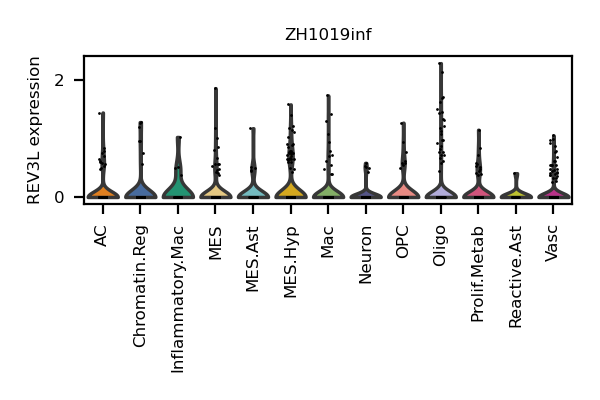 ZH1019inf
REV3L expression
2
0
AC
Chromatin.Reg
Inflammatory.Mac
MES
MES.Ast
MES.Hyp
Mac
Neuron
OPC
Oligo
Prolif.Metab
Reactive.Ast
Vasc